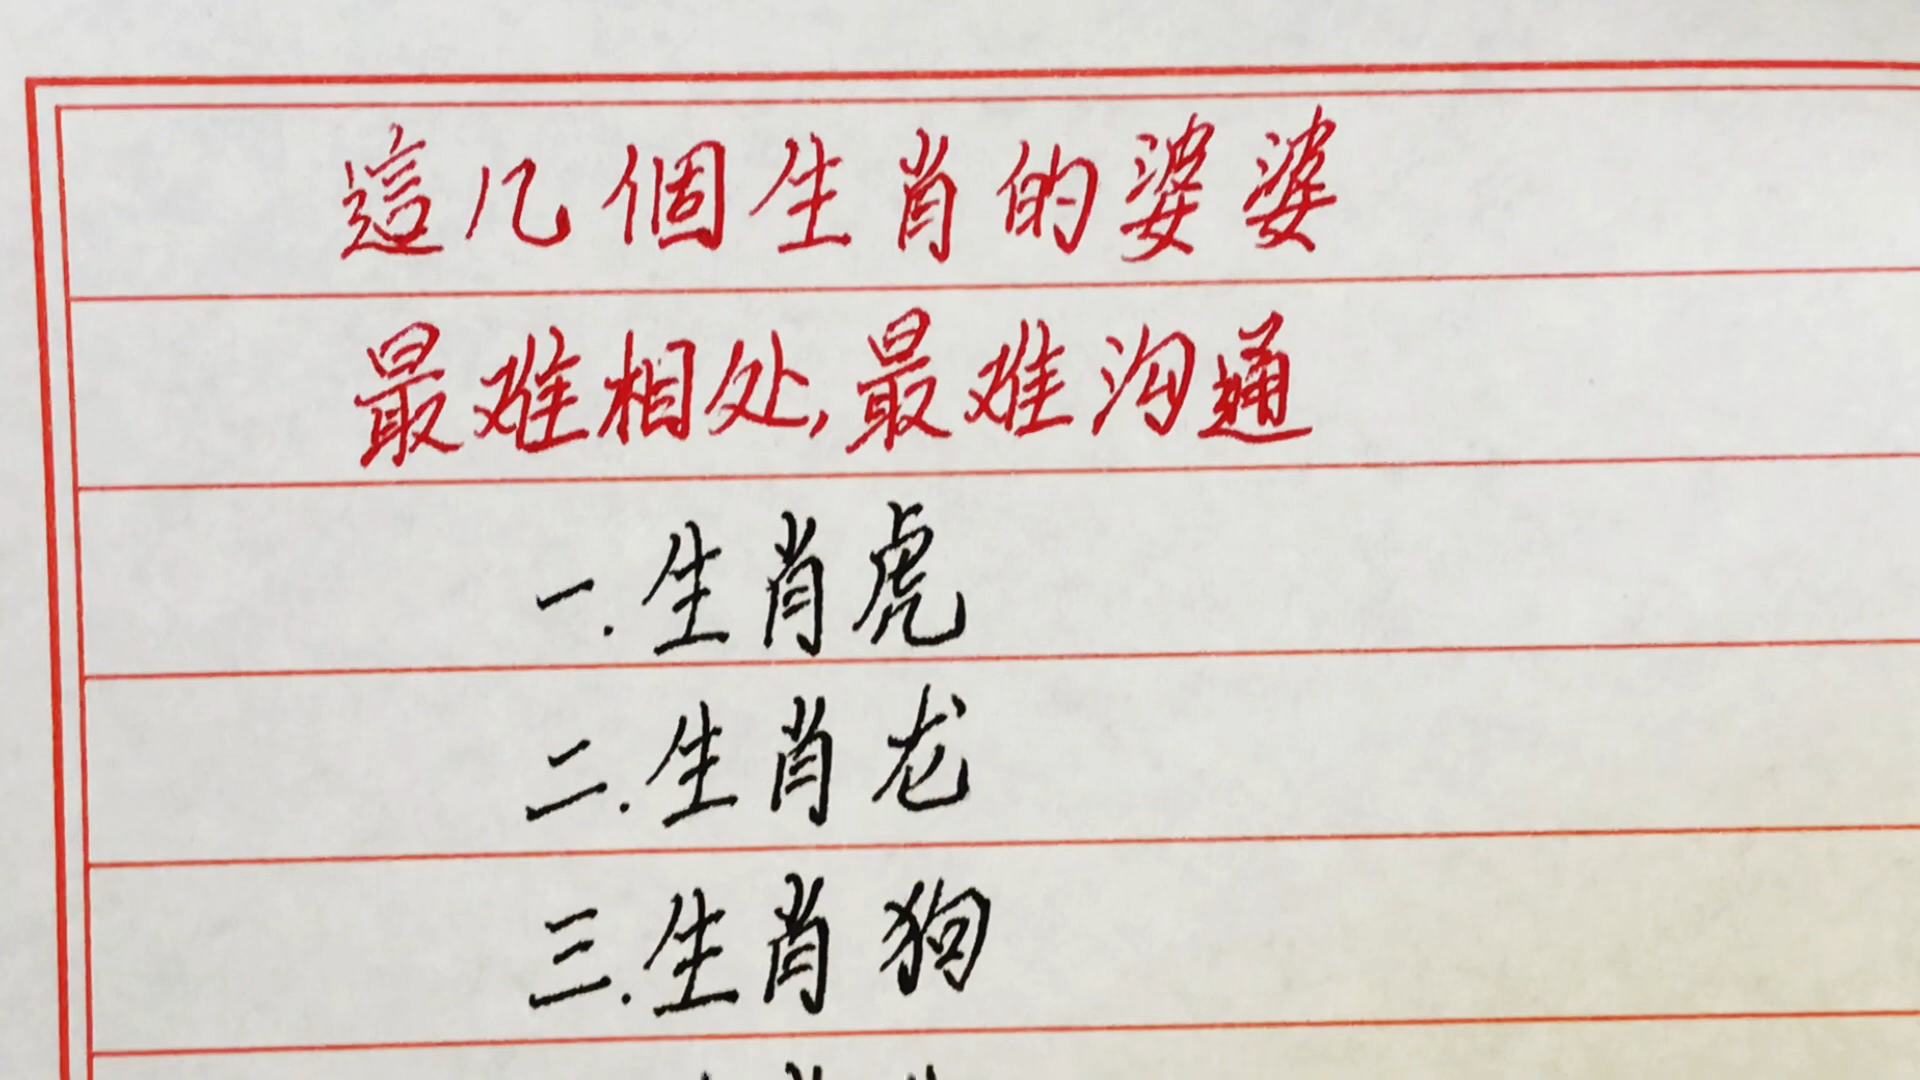 這几個生肖的婆婆
最难相处,最难沟通
一.生肖虎
二.生肖龙
三.生肖狗